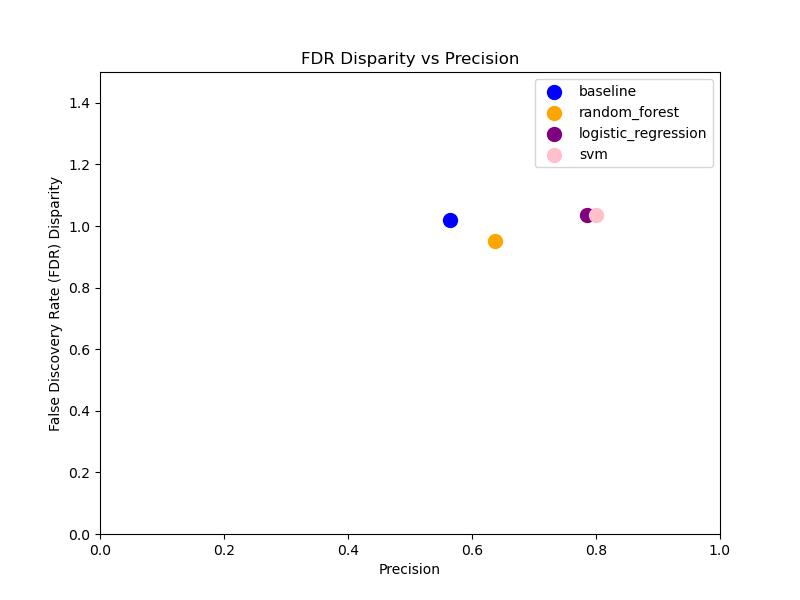 FDR Disparity vs Precision
baseline
random_forest
logistic_regression
svm
False Discovery Rate (FDR) Disparity
1.4
1.2
1.0
0.8
0.6
0.4
0.2
0.0
0.0 0.2 0.4 0.6 0.8 1.0
Precision